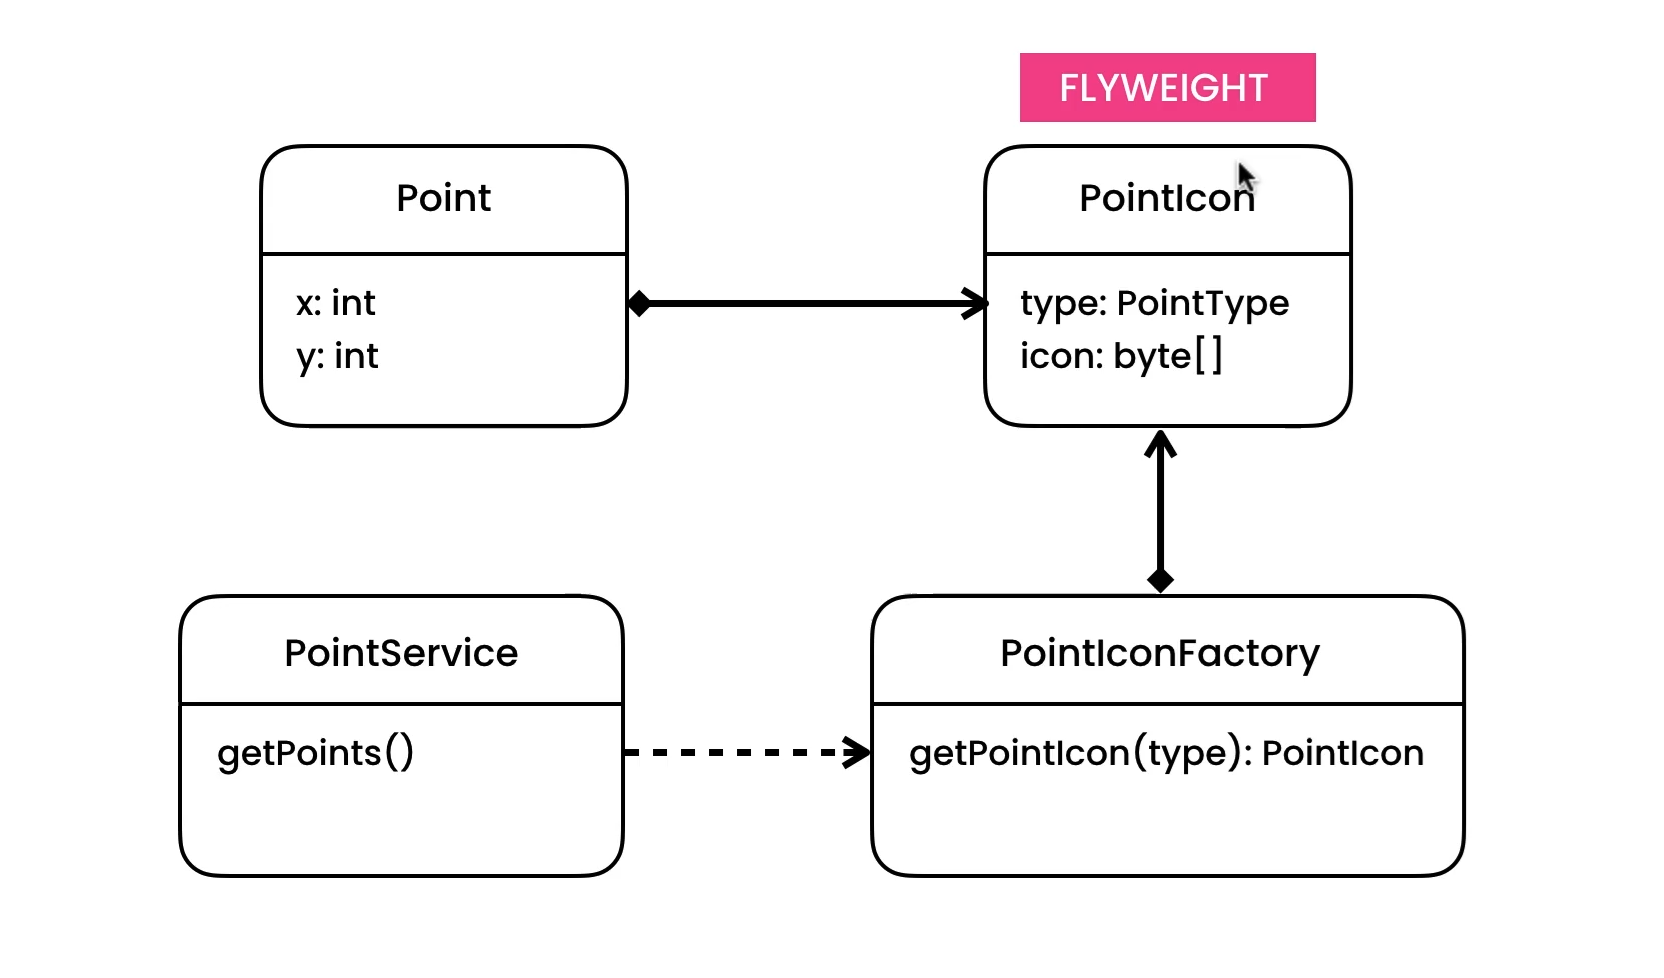 FLYWEIGHT
Point
x: int
y: int
PointIcon
type: PointType
icon: byte[]
PointService
getPoints()
PointIconFactory
getPointIcon(type): PointIcon